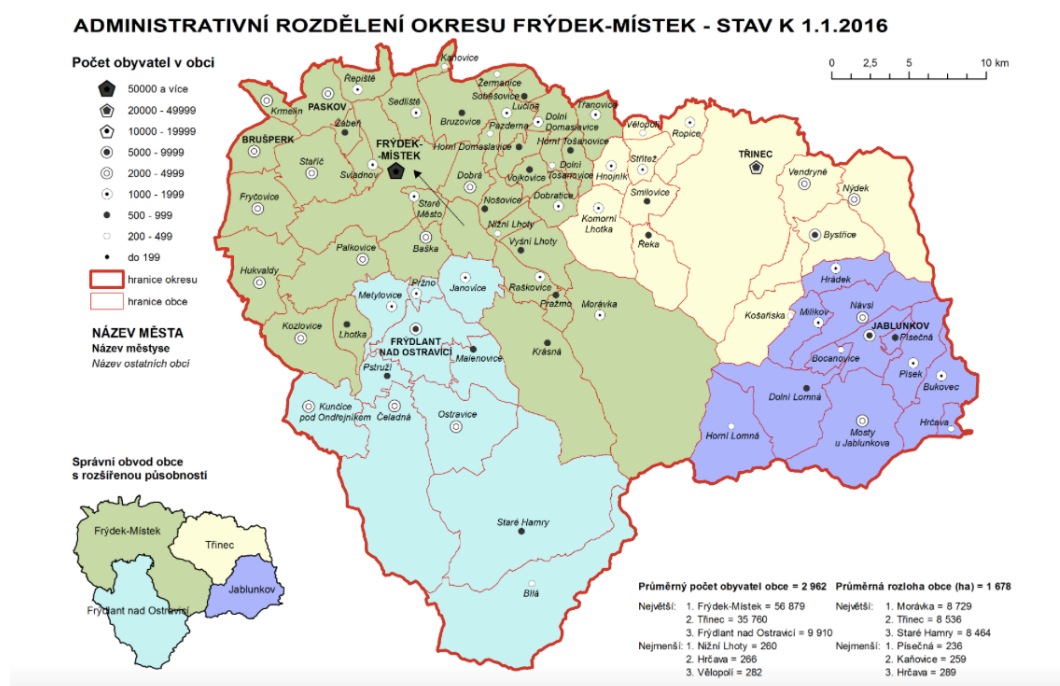 ADMINISTRATIVNÍ ROZDĚLENÍ OKRESU FRÝDEK-MÍSTEK - STAV K 1.1.2016
Počet obyvatel v obci
50000 a více
20000 - 49999
10000 - 19999
5000 - 9999
2000 - 4999
1000 - 1999
500 - 999
200 - 499
do 199
hranice okresu
hranice obce
NÁZEV MĚSTA
Název městyse
Název ostatních obcí
0 2,5 5 10 km
Kaňovice
Řepiště
Žermanice
Soběšovice
Krmelín
PASKOV
Sedliště
Lučina
Třanovice
Žabeň
Bruzovice
Pazderna
Dolní
Domaslavice
Vělopolí
Ropice
BRUŠPERK
FRÝDEK-
-MÍSTEK
Horní Domaslavice
Horní Tošanovice
Staříč
Sviadnov
Dobrá
Vojkovice
Dolní
Tošanovice
Hnojník
Střítež
TŘINEC
Vendryně
Nýdek
Fryčovice
Staré
Město
Nošovice
Dobratice
Smilovice
Komorní
Lhotka
Nižní Lhoty
Řeka
Bystřice
Palkovice
Baška
Vyšní Lhoty
Hukvaldy
Pržno
Janovice
Raškovice
Hrádek
Metylovice
Pražmo
Morávka
Košařiska
Milíkov
Návsí
JABLUNKOV
Kozlovice
Lhotka
FRÝDLANT
NAD OSTRAVICÍ
Malenovice
Krásná
Písečná
Bocanovice
Pstruží
Písek
Bukovec
Kunčice
pod Ondřejníkem
Čeladná
Ostravice
Dolní Lomná
Horní Lomná
Mosty
u Jablunkova
Hrčava
Staré Hamry
Bílá
Správní obvod obce
s rozšířenou působností
Frýdek-Místek
Třinec
Jablunkov
Frýdlant nad Ostravicí
Průměrný počet obyvatel obce = 2 962
Největší: 1. Frýdek-Místek = 56 879
2. Třinec = 35 760
3. Frýdlant nad Ostravicí = 9 910
Nejmenší: 1. Nižní Lhoty = 260
2. Hrčava = 266
3. Vělopolí = 282
Průměrná rozloha obce (ha) = 1 678
Největší: 1. Morávka = 8 729
2. Třinec = 8 536
3. Staré Hamry = 8 464
Nejmenší: 1. Písečná = 236
2. Kaňovice = 259
3. Hrčava = 289